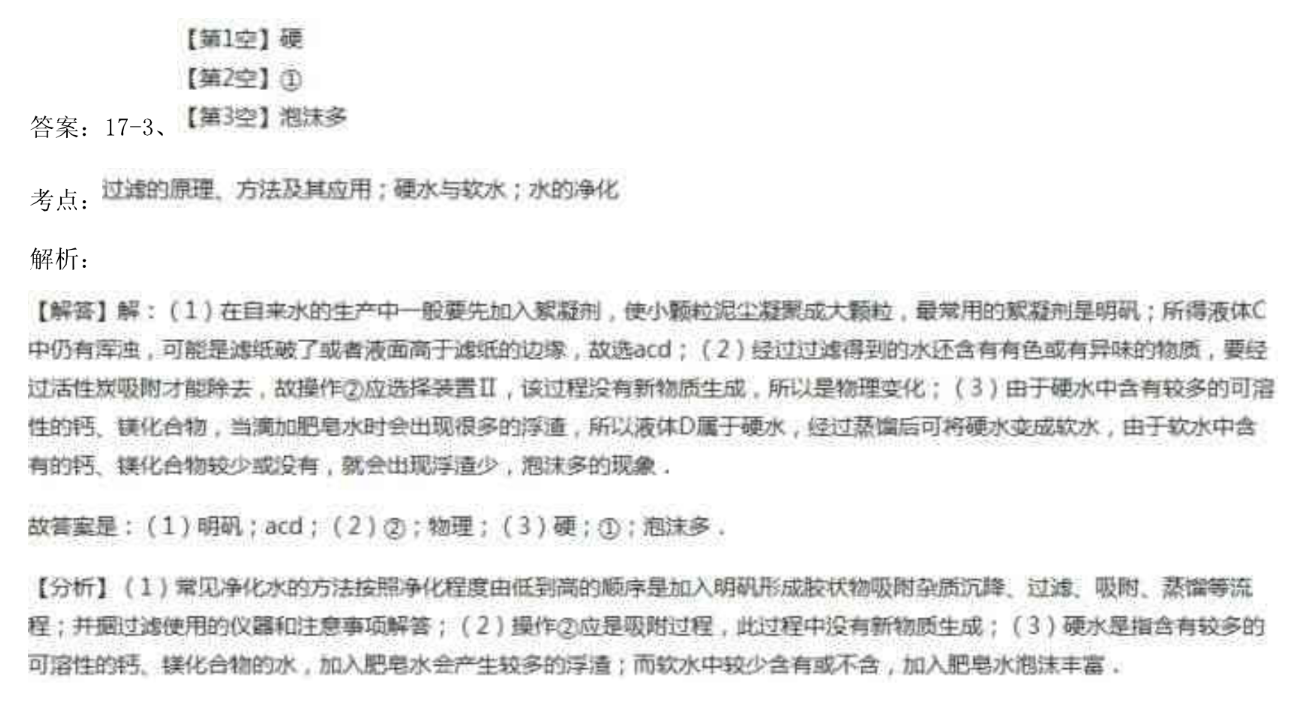 【第1空】硬
【第2空】①
答案：17-3、【第3空】泡沫多
考点：过滤的原理、方法及其应用；硬水与软水；水的净化
解析：
【解答】解：（1）在自来水的生产中一般要先加入絮凝剂，使小颗粒泥尘凝聚成大颗粒，最常用的絮凝剂是明矾；所得液体C
中仍有浑浊，可能是滤纸破了或者液面高于滤纸的边缘，故选acd；（2）经过过滤得到的水还含有有色或有异味的物质，要经
过活性炭吸附才能除去，故操作②应选择装置Ⅱ，该过程没有新物质生成，所以是物理变化；（3）由于硬水中含有较多的可溶
性的钙、镁化合物，当滴加肥皂水时会出现很多的浮渣，所以液体D属于硬水，经过蒸馏后可将硬水变成软水，由于软水中含
有的钙、镁化合物较少或没有，就会出现浮渣少，泡沫多的现象．
故答案是：（1）明矾；acd；（2）②；物理；（3）硬；①；泡沫多．
【分析】（1）常见净化水的方法按照净化程度由低到高的顺序是加入明矾形成胶状物吸附杂质沉降、过滤、吸附、蒸馏等流
程；并据过滤使用的仪器和注意事项解答；（2）操作②应是吸附过程，此过程中没有新物质生成；（3）硬水是指含有较多的
可溶性的钙、镁化合物的水，加入肥皂水会产生较多的浮渣；而软水中较少含有或不含，加入肥皂水泡沫丰富．